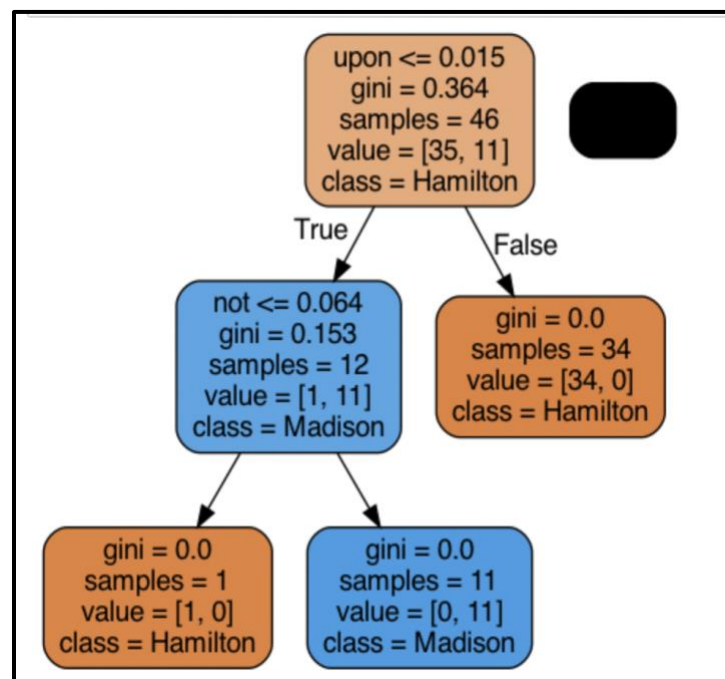 upon <= 0.015
gini = 0.364
samples = 46
value = [35, 11]
class = Hamilton
True
False
not <= 0.064
gini = 0.153
samples = 12
value = [1, 11]
class = Madison
gini = 0.0
samples = 34
value = [34, 0]
class = Hamilton
gini = 0.0
samples = 1
value = [1, 0]
class = Hamilton
gini = 0.0
samples = 11
value = [0, 11]
class = Madison